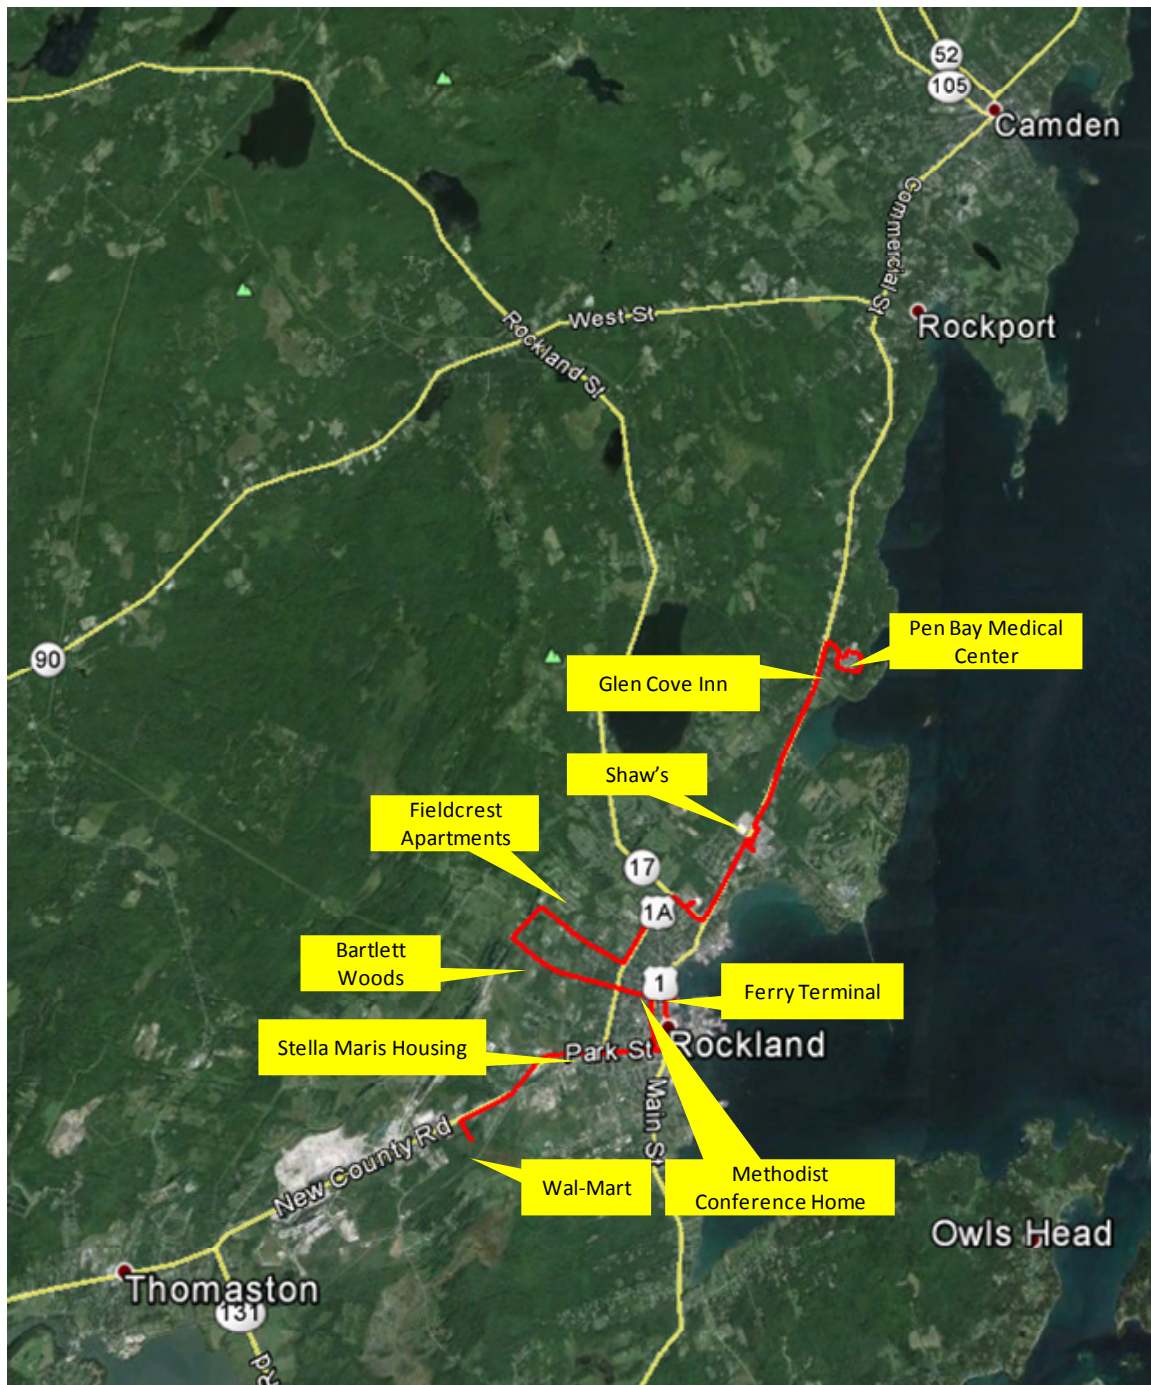 52
105
Camden
Commercial St
Rockport
West St
Rockland St
90
Pen Bay Medical
Center
Glen Cove Inn
Shaw's
Fieldcrest
Apartments
17
1A
Bartlett
Woods
1
Ferry Terminal
Stella Maris Housing
Park St
Rockland
Main St
New County Rd
Wal-Mart
Methodist
Conference Home
Owls Head
Thomaston
131
Rd